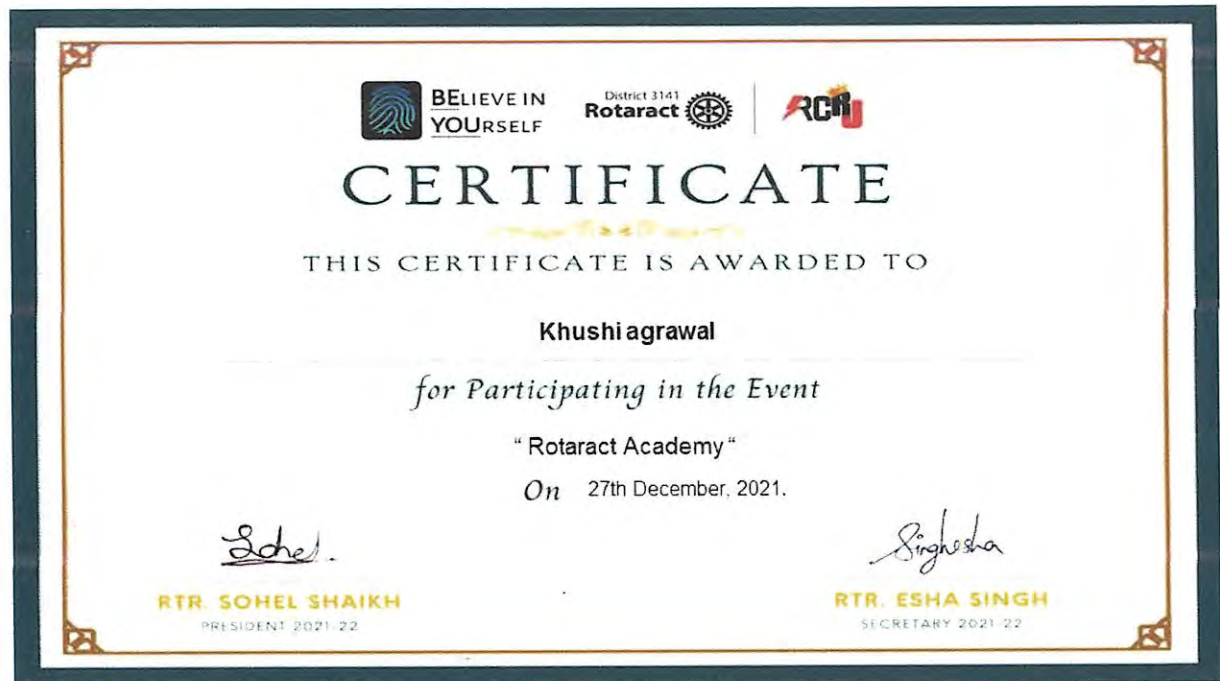 BELIEVE IN
YOURSELF
District 3141
Rotaract
RCRU
CERTIFICATE
THIS CERTIFICATE IS AWARDED TO
Khushi agrawal
for Participating in the Event
“ Rotaract Academy “
On 27th December, 2021.
Sohel.
Singhesha
RTR. SOHEL SHAIKH
PRESIDENT 2021-22
RTR. ESHA SINGH
SECRETARY 2021-22